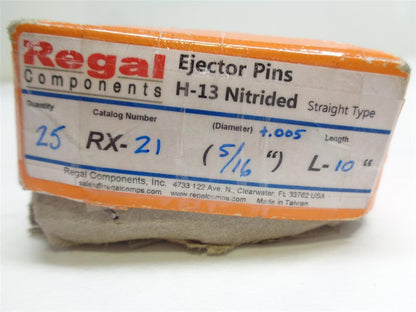 Regal
Components
Ejector Pins
H-13 Nitrided Straight Type
Quantity Catalog Number (Diameter) +.005 Length
25 RX-21 (5/16 ") L-10 "
Regal Components, Inc. 4733 122 Ave. N., Clearwater, FL 33762 USA
sales@regalcomps.com www.regalcomps.com Made in Taiwan